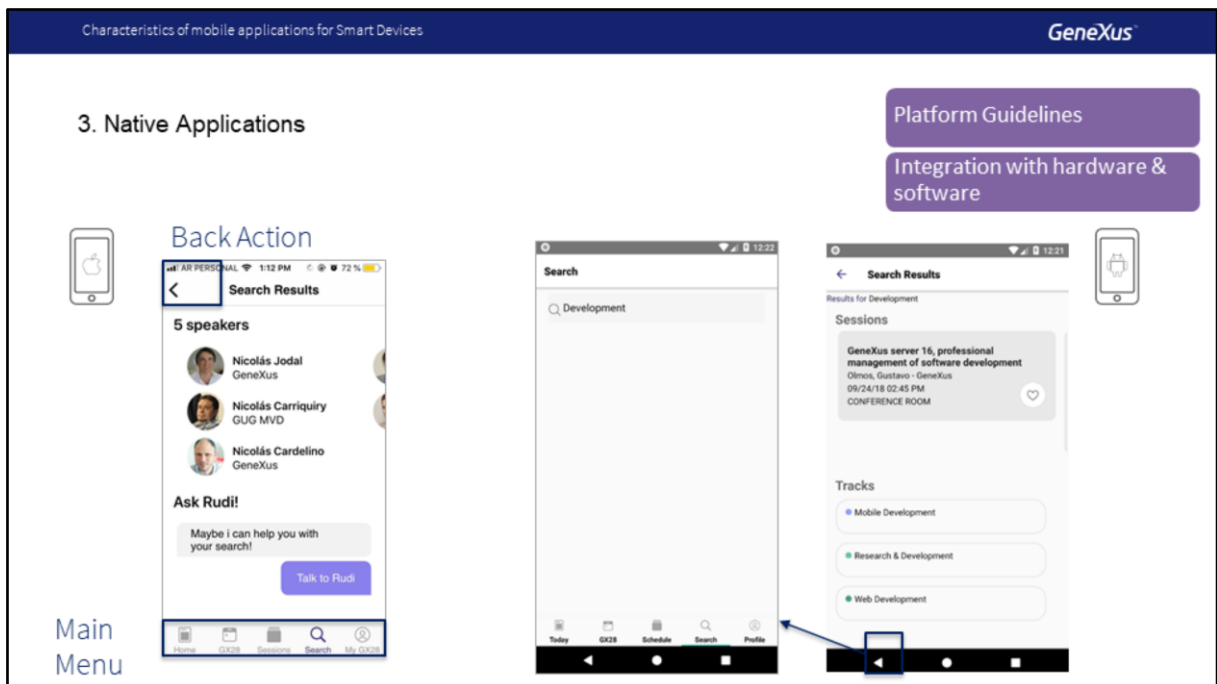 Characteristics of mobile applications for Smart Devices
GeneXus™
3. Native Applications
Platform Guidelines
Integration with hardware &
software
Back Action
AR PERSONAL 1:12 PM 72 %
Search Results
5 speakers
Nicolás Jodal
GeneXus
Nicolás Carriquiry
GUG MVD
Nicolás Cardelino
GeneXus
Ask Rudi!
Maybe i can help you with
your search!
Talk to Rudi
Home GX28 Sessions Search My GX28
Main
Menu
12:22
Search
Development
Today GX28 Schedule Search Profile
12:21
Search Results
Results for Development
Sessions
GeneXus server 16, professional
management of software development
Olmos, Gustavo - GeneXus
09/24/18 02:45 PM
CONFERENCE ROOM
Tracks
Mobile Development
Research & Development
Web Development